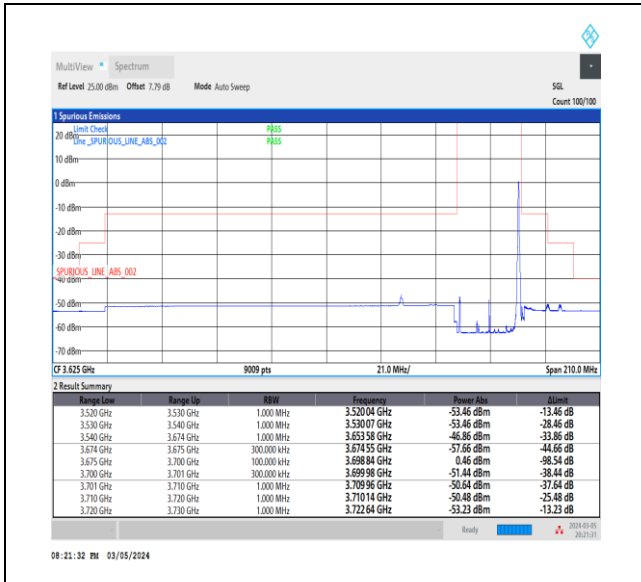 MultiView Spectrum
Ref Level 25.00 dBm Offset 7.79 dB Mode Auto Sweep SGL
Count 100/100
1 Spurious Emissions
Limit Check PASS
20 dBm
Line _SPURIOUS_LINE_ABS_002 PASS
10 dBm
0 dBm
-10 dBm
-20 dBm
-30 dBm
SPURIOUS_LINE_ABS_002
-40 dBm
-50 dBm
-60 dBm
-70 dBm
CF 3.625 GHz 9009 pts 21.0 MHz/ Span 210.0 MHz
2 Result Summary
Range Low Range Up RBW Frequency Power Abs ΔLimit
3.520 GHz 3.530 GHz 1.000 MHz 3.52004 GHz -53.46 dBm -13.46 dB
3.530 GHz 3.540 GHz 1.000 MHz 3.53007 GHz -53.46 dBm -28.46 dB
3.540 GHz 3.674 GHz 1.000 MHz 3.65358 GHz -46.86 dBm -33.86 dB
3.674 GHz 3.675 GHz 300.000 kHz 3.67455 GHz -57.66 dBm -44.66 dB
3.675 GHz 3.700 GHz 100.000 kHz 3.69884 GHz 0.46 dBm -98.54 dB
3.700 GHz 3.701 GHz 300.000 kHz 3.69998 GHz -51.44 dBm -38.44 dB
3.701 GHz 3.710 GHz 1.000 MHz 3.70996 GHz -50.64 dBm -37.64 dB
3.710 GHz 3.720 GHz 1.000 MHz 3.71014 GHz -50.48 dBm -25.48 dB
3.720 GHz 3.730 GHz 1.000 MHz 3.72264 GHz -53.23 dBm -13.23 dB
Ready 2024-03-05
20:21:31
08:21:32 PM 03/05/2024